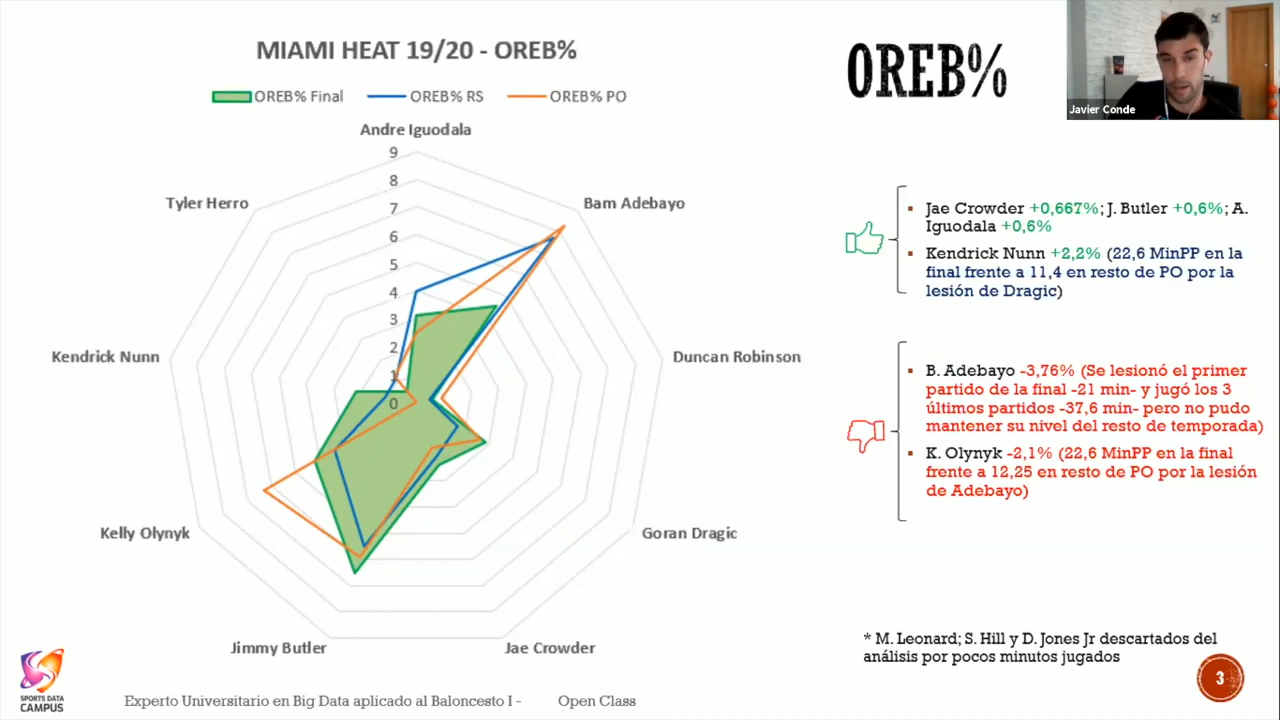 MIAMI HEAT 19/20 - OREB%
OREB% Final
OREB% RS
OREB% PO
Andre Iguodala
Bam Adebayo
Duncan Robinson
Goran Dragic
Jae Crowder
Jimmy Butler
Kelly Olynyk
Kendrick Nunn
Tyler Herro
9
8
7
6
5
4
3
2
1
0
OREB%
Javier Conde
Jae Crowder +0,667%; J. Butler +0,6%; A.
Iguodala +0,6%
Kendrick Nunn +2,2% (22,6 MinPP en la
final frente a 11,4 en resto de PO por la
lesión de Dragic)
B. Adebayo -3,76% (Se lesionó el primer
partido de la final -21 min- y jugó los 3
últimos partidos -37,6 min- pero no pudo
mantener su nivel del resto de temporada)
K. Olynyk -2,1% (22,6 MinPP en la final
frente a 12,25 en resto de PO por la lesión
de Adebayo)
* M. Leonard; S. Hill y D. Jones Jr descartados del
análisis por pocos minutos jugados
3
SPORTS DATA
CAMPUS
Experto Universitario en Big Data aplicado al Baloncesto I - Open Class